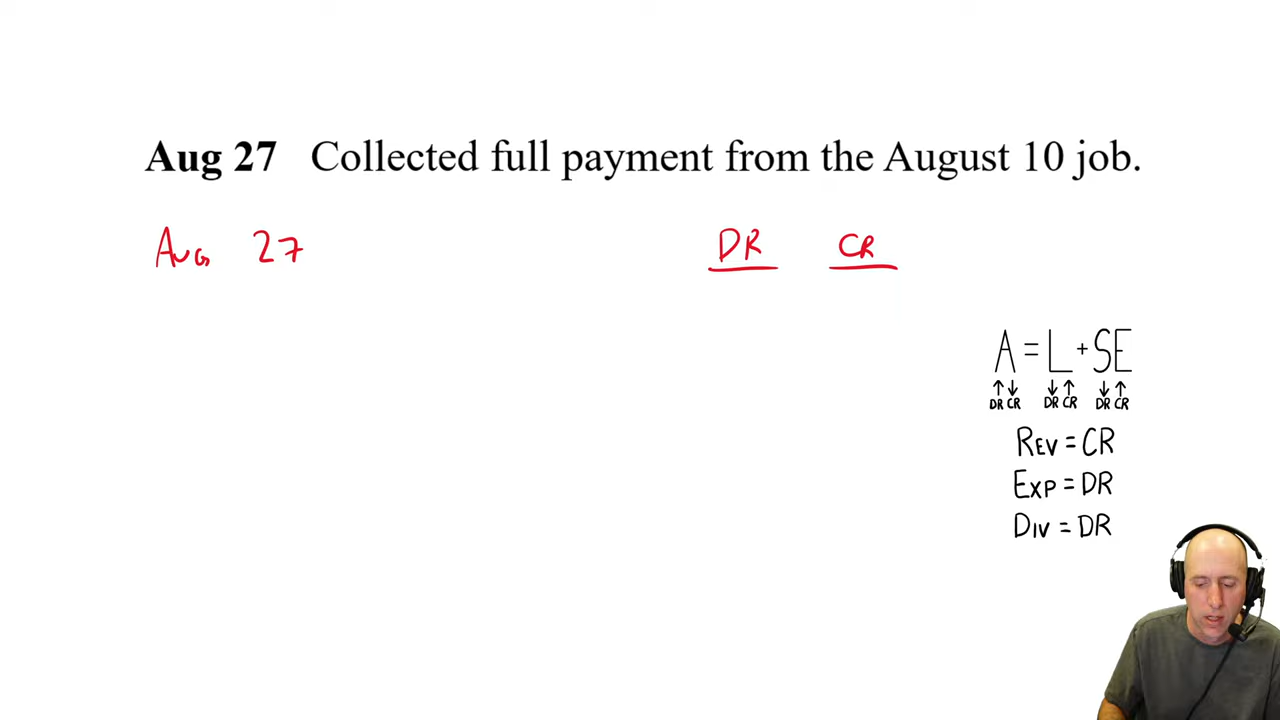 Aug 27 Collected full payment from the August 10 job.
Aug 27 DR CR
A = L + SE
↑ ↓ ↓ ↑ ↓ ↑
DR CR DR CR DR CR
REV = CR
EXP = DR
DIV = DR